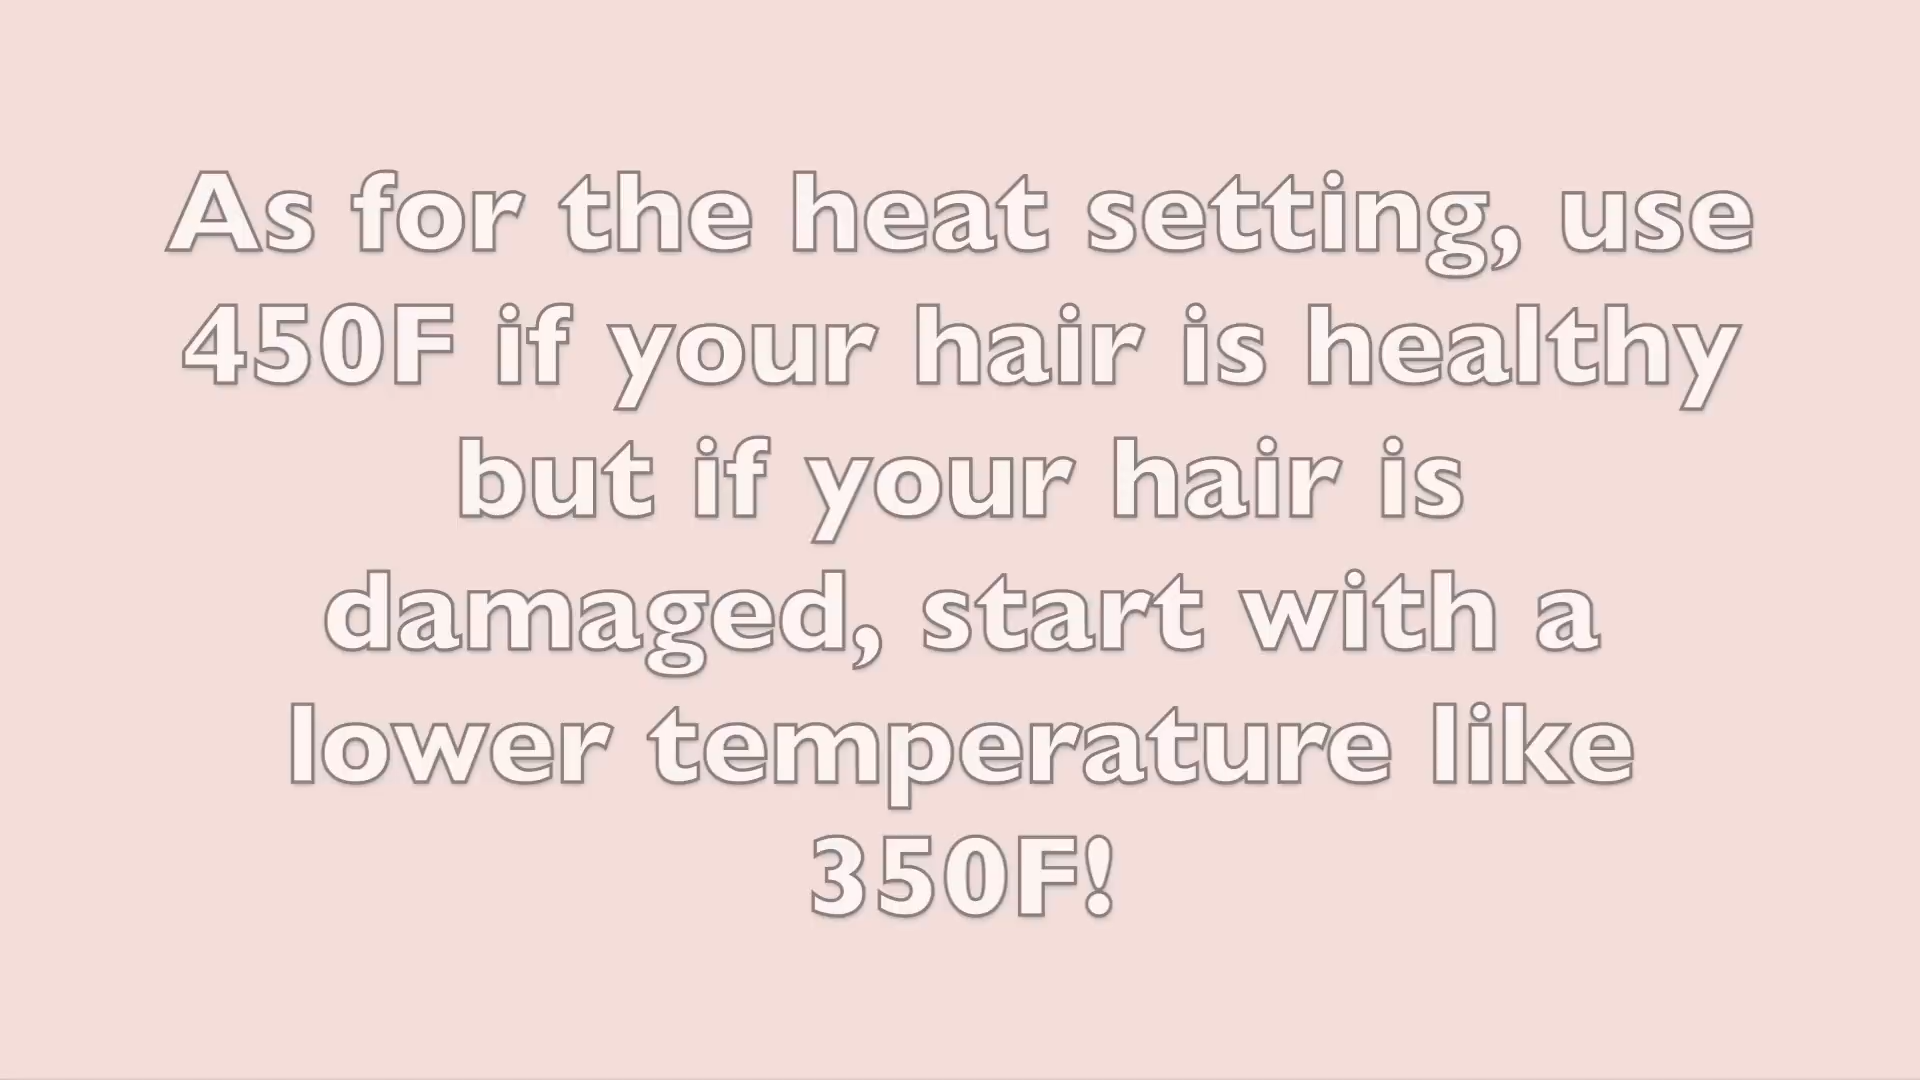 As for the heat setting, use
450F if your hair is healthy
but if your hair is
damaged, start with a
lower temperature like
350F!